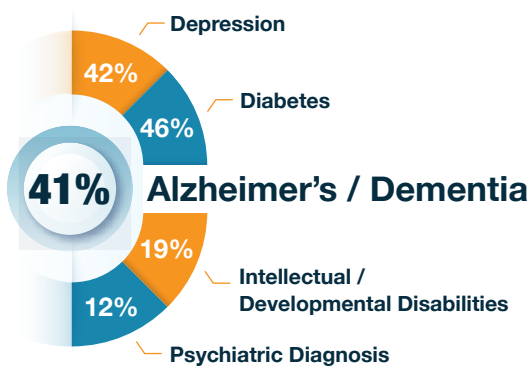 Depression
42%
Diabetes
46%
41% Alzheimer’s / Dementia
19%
Intellectual /
Developmental Disabilities
12%
Psychiatric Diagnosis